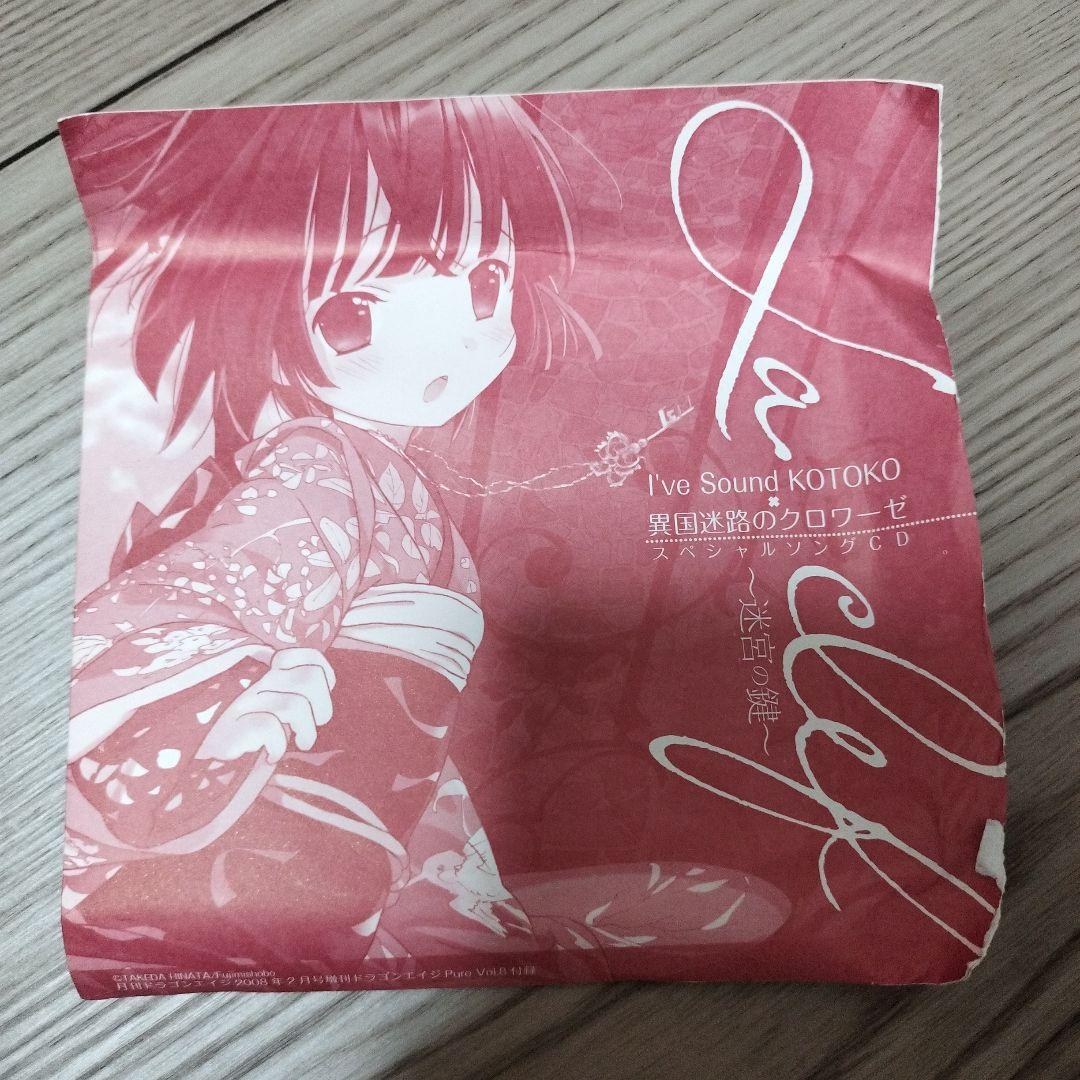 La clef
I've Sound KOTOKO
×
異国迷路のクロワーゼ
スペシャルソングCD
～迷宮の鍵～
©TAKEDA HINATA/Fujimishobo
月刊ドラゴンエイジ2008年2月号増刊ドラゴンエイジPure Vol.8付録